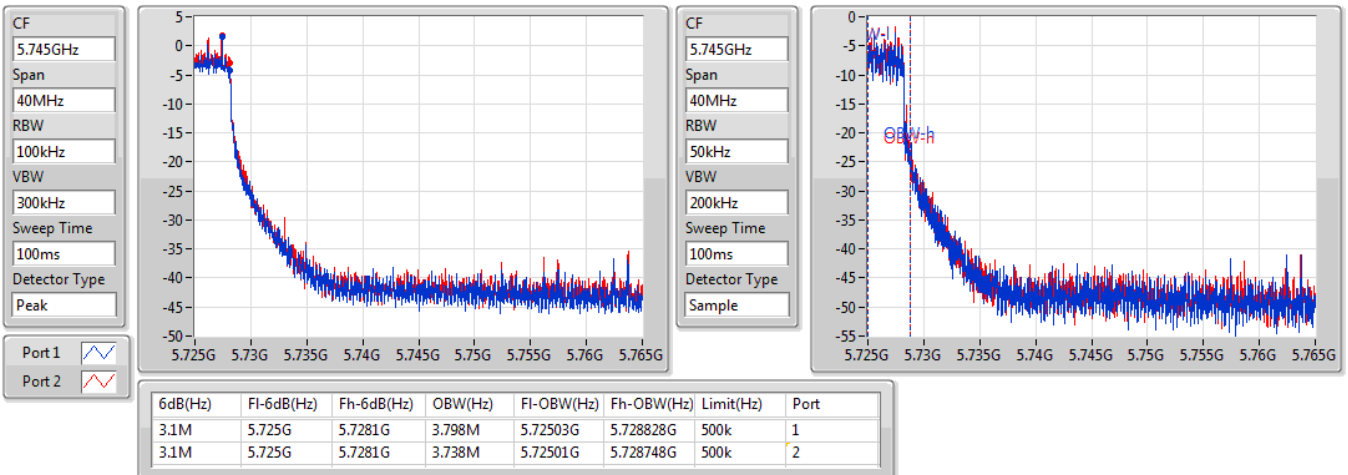 CF
5.745GHz
Span
40MHz
RBW
100kHz
VBW
300kHz
Sweep Time
100ms
Detector Type
Peak
Port 1
Port 2
5
0
-5
-10
-15
-20
-25
-30
-35
-40
-45
-50
5.725G 5.73G 5.735G 5.74G 5.745G 5.75G 5.755G 5.76G 5.765G
CF
5.745GHz
Span
40MHz
RBW
50kHz
VBW
200kHz
Sweep Time
100ms
Detector Type
Sample
0
-5
-10
-15
-20
-25
-30
-35
-40
-45
-50
-55
OBW-h
OBW-h
5.725G 5.73G 5.735G 5.74G 5.745G 5.75G 5.755G 5.76G 5.765G
6dB(Hz) Fl-6dB(Hz) Fh-6dB(Hz) OBW(Hz) Fl-OBW(Hz) Fh-OBW(Hz) Limit(Hz) Port
3.1M 5.725G 5.7281G 3.798M 5.72503G 5.728828G 500k 1
3.1M 5.725G 5.7281G 3.738M 5.72501G 5.728748G 500k 2